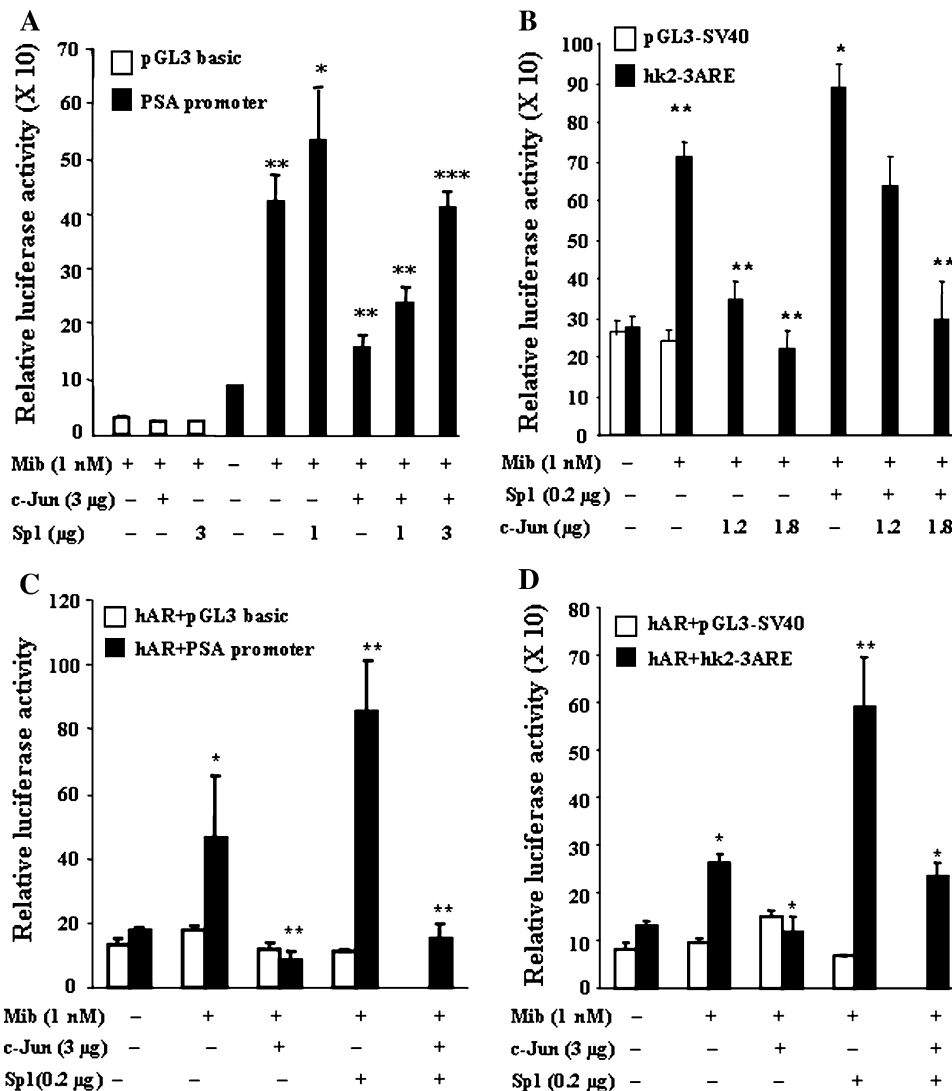 A
Relative luciferase activity (X 10)
pGL3 basic
PSA promoter
70
60
50
40
30
20
10
0
**
*
**
**
***
Mib (1 nM) + + + – + + + + +
c-Jun (3 μg) – + – – – – + + +
Sp1 (μg) – – 3 – – 1 – 1 3
B
Relative luciferase activity (X 10)
pGL3-SV40
hk2-3ARE
100
90
80
70
60
50
40
30
20
10
0
**
**
**
*
**
Mib (1 nM) – + + + + + +
Sp1 (0.2 μg) – – – – + + +
c-Jun (μg) – – 1.2 1.8 – 1.2 1.8
C
Relative luciferase activity
hAR+pGL3 basic
hAR+PSA promoter
120
100
80
60
40
20
0
*
**
**
**
Mib (1 nM) – + + + +
c-Jun (3 μg) – – + – +
Sp1(0.2 μg) – – – + +
D
Relative luciferase activity (X 10)
hAR+pGL3-SV40
hAR+hk2-3ARE
80
70
60
50
40
30
20
10
0
*
*
**
*
Mib (1 nM) – + + + +
c-Jun (3 μg) – – + – +
Sp1 (0.2 μg) – – – + +